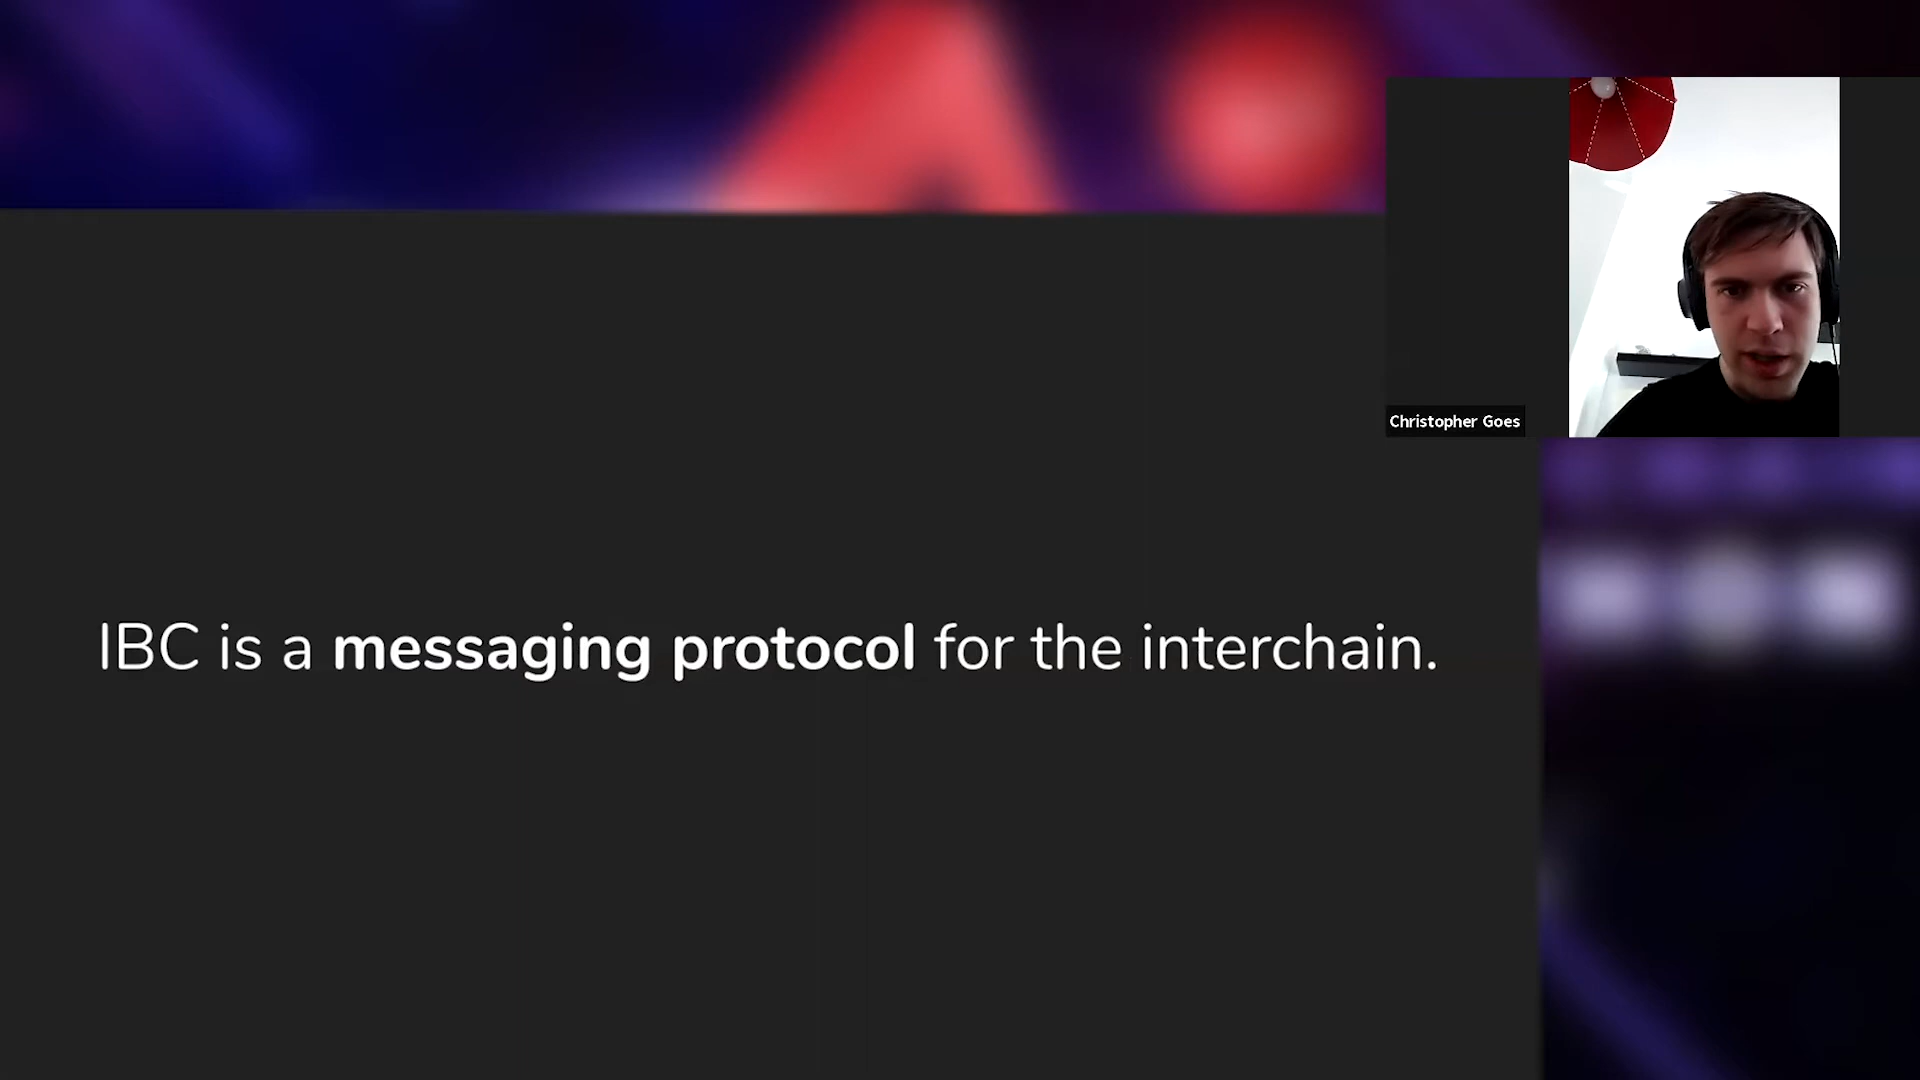 Christopher Goes
IBC is a messaging protocol for the interchain.